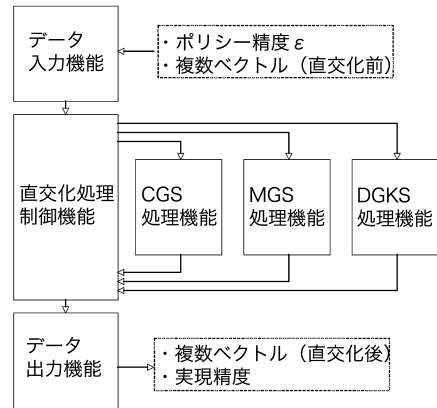 データ
入力機能
・ポリシー精度 ε
・複数ベクトル（直交化前）
直交化処理
制御機能
CGS
処理機能
MGS
処理機能
DGKS
処理機能
データ
出力機能
・複数ベクトル（直交化後）
・実現精度